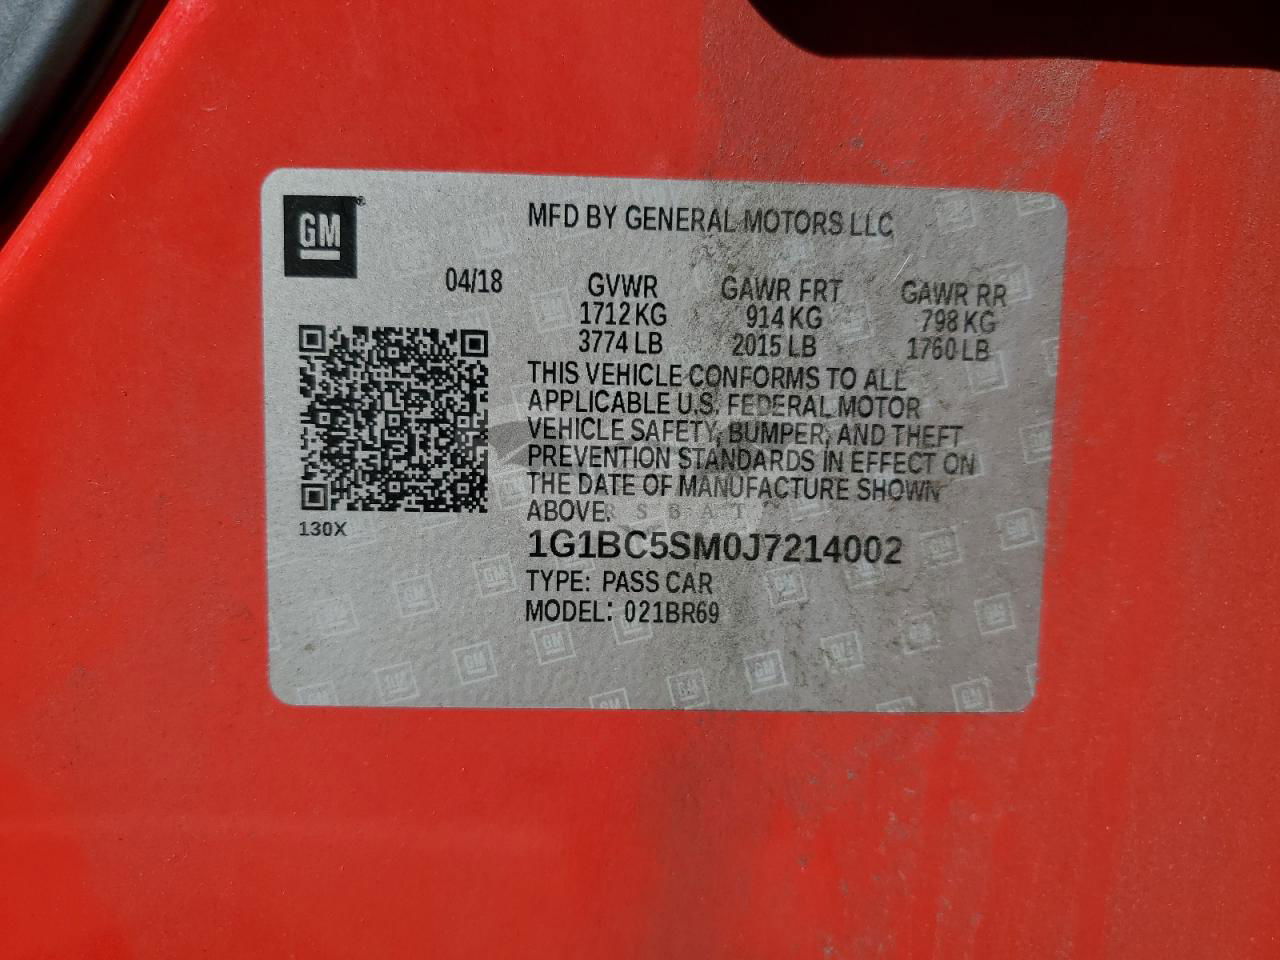 GM
MFD BY GENERAL MOTORS LLC
04/18 GVWR GAWR FRT GAWR RR
1712 KG 914 KG 798 KG
3774 LB 2015 LB 1760 LB
THIS VEHICLE CONFORMS TO ALL
APPLICABLE U.S. FEDERAL MOTOR
VEHICLE SAFETY, BUMPER, AND THEFT
PREVENTION STANDARDS IN EFFECT ON
THE DATE OF MANUFACTURE SHOWN
ABOVE.
130X
1G1BC5SM0J7214002
TYPE: PASS CAR
MODEL: 021BR69